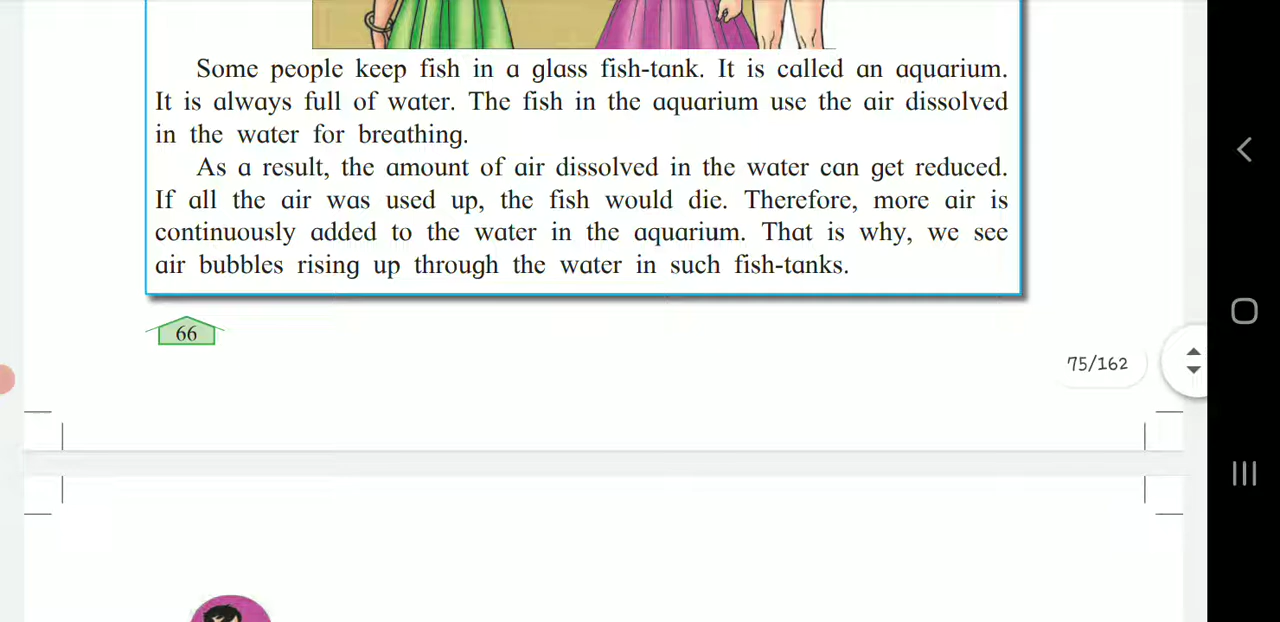 Some people keep fish in a glass fish-tank. It is called an aquarium.
It is always full of water. The fish in the aquarium use the air dissolved
in the water for breathing.
As a result, the amount of air dissolved in the water can get reduced.
If all the air was used up, the fish would die. Therefore, more air is
continuously added to the water in the aquarium. That is why, we see
air bubbles rising up through the water in such fish-tanks.
66
75/162